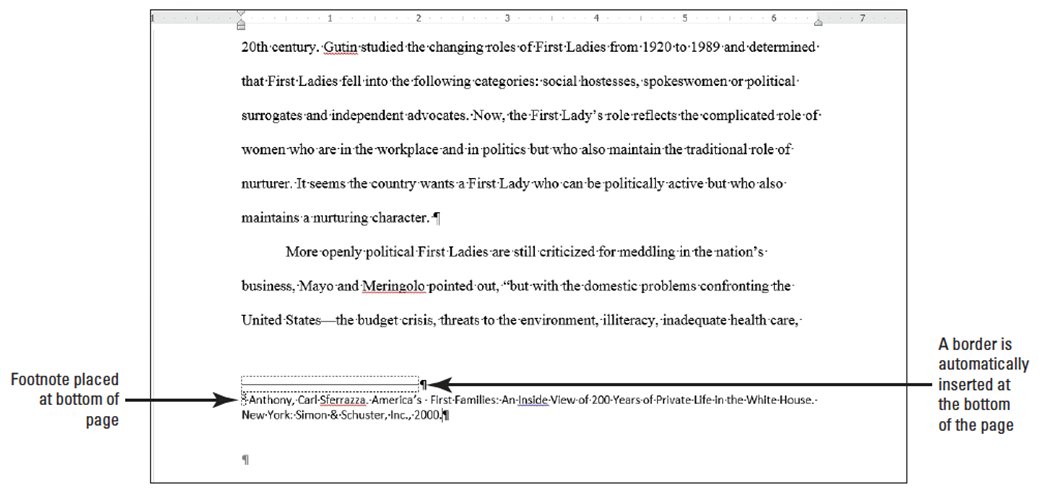 1 1 2 3 4 5 6 7
20th century. Gutin studied the changing roles of First Ladies from 1920 to 1989 and determined
that First Ladies fell into the following categories: social hostesses, spokeswomen or political
surrogates and independent advocates. Now, the First Lady’s role reflects the complicated role of
women who are in the workplace and in politics but who also maintain the traditional role of
nurturer. It seems the country wants a First Lady who can be politically active but who also
maintains a nurturing character. ¶
More openly political First Ladies are still criticized for meddling in the nation’s
business, Mayo and Meringolo pointed out, “but with the domestic problems confronting the
United States—the budget crisis, threats to the environment, illiteracy, inadequate health care,
¶
Anthony, Carl Sferrazza. America’s First Families: An Inside View of 200 Years of Private Life in the White House.
New York: Simon & Schuster, Inc., 2000.¶
¶
Footnote placed
at bottom of
page
A border is
automatically
inserted at
the bottom
of the page